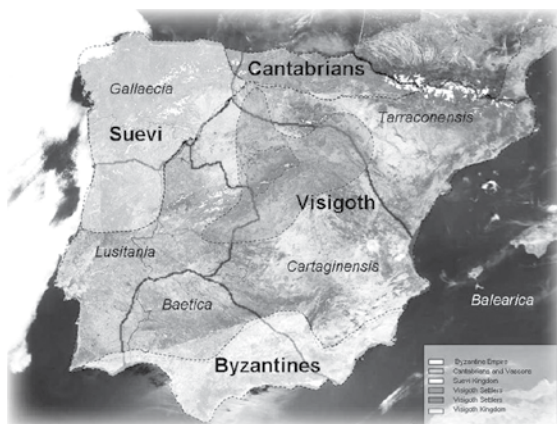 Cantabrians
Gallaecia
Tarraconensis
Suevi
Visigoth
Lusitania
Cartaginensis
Baetica
Balearica
Byzantines
Byzantine Empire
Cantabrians and Vascons
Suevi Kingdom
Visigoth Settlers
Visigoth Settlers
Visigoth Kingdom